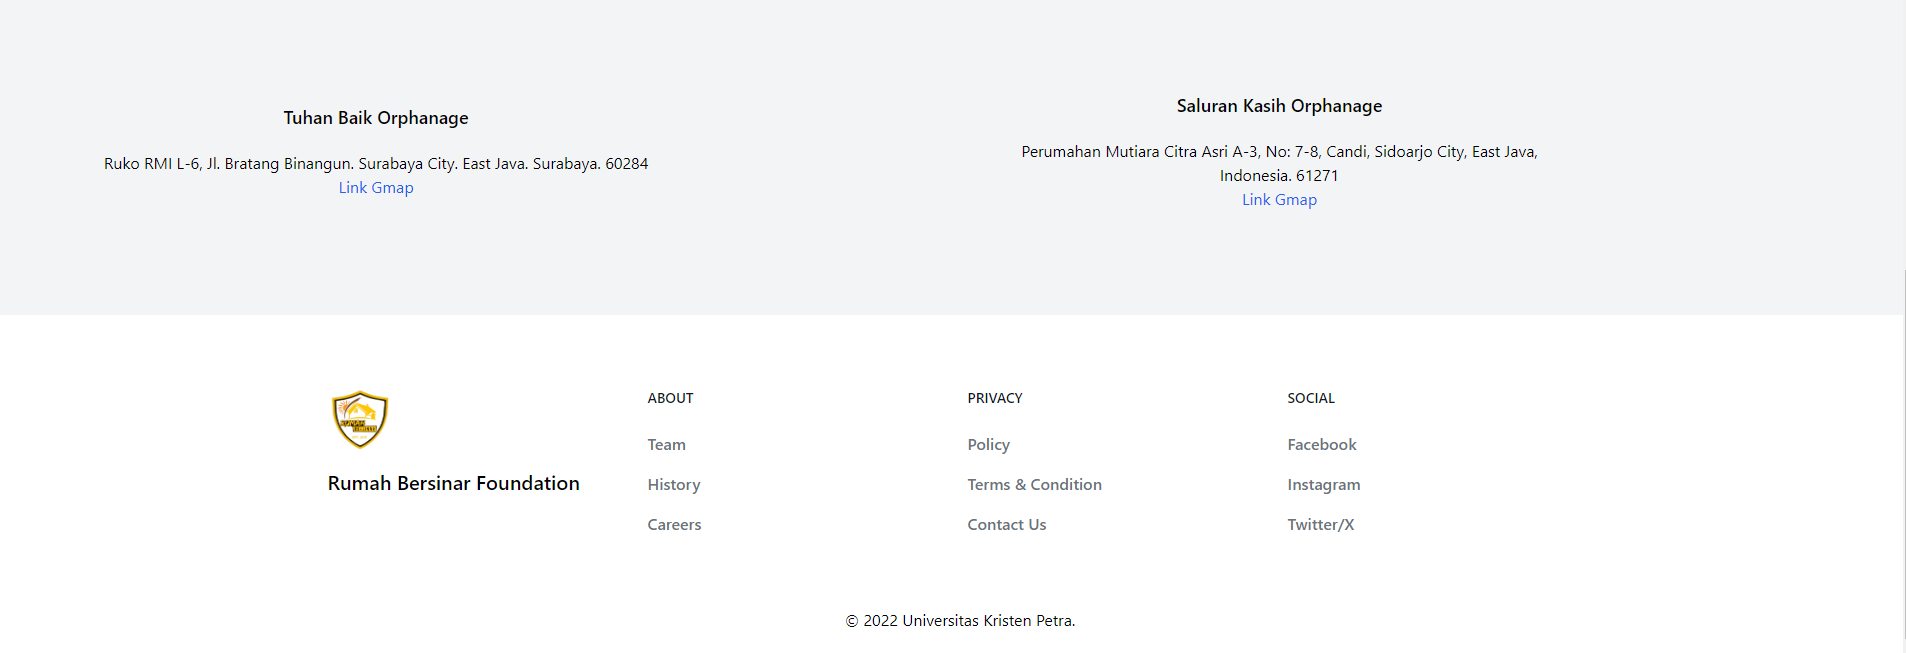 Tuhan Baik Orphanage
Ruko RMI L-6, Jl. Bratang Binangun. Surabaya City. East Java. Surabaya. 60284
Link Gmap
Saluran Kasih Orphanage
Perumahan Mutiara Citra Asri A-3, No: 7-8, Candi, Sidoarjo City, East Java,
Indonesia. 61271
Link Gmap
Rumah Bersinar Foundation
ABOUT
Team
History
Careers
PRIVACY
Policy
Terms & Condition
Contact Us
SOCIAL
Facebook
Instagram
Twitter/X
© 2022 Universitas Kristen Petra.